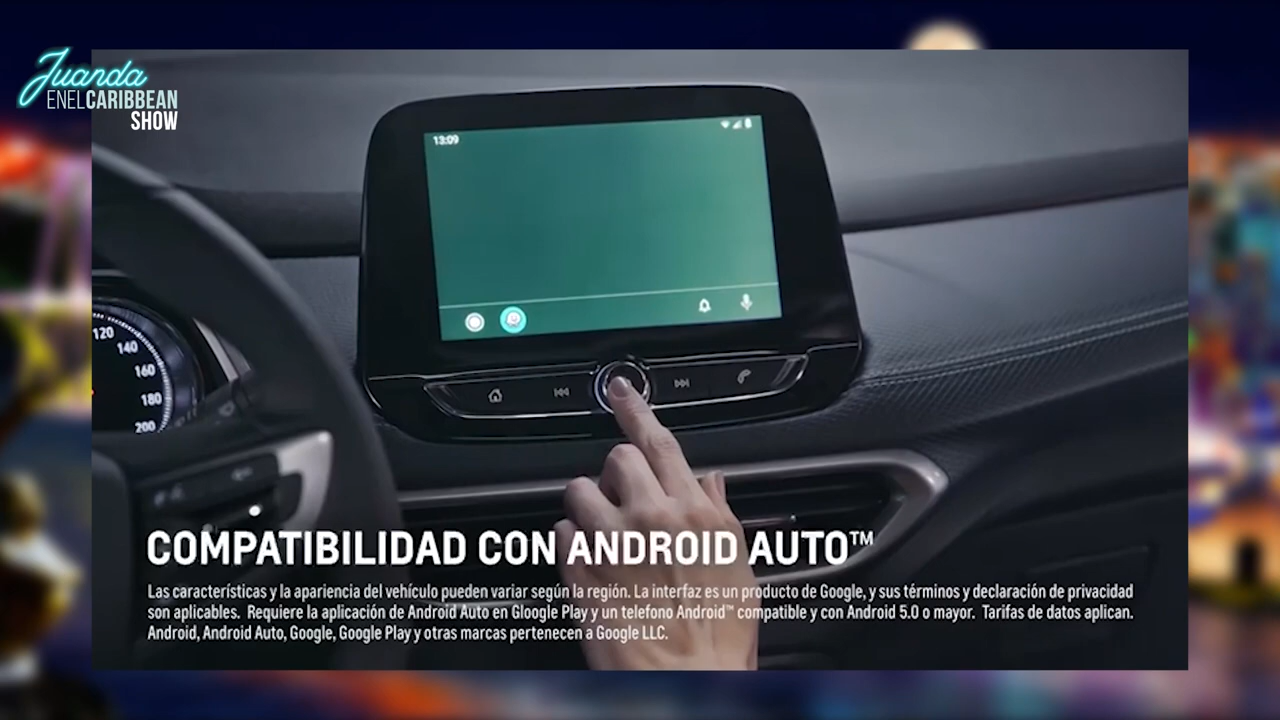 Juanda
EN EL CARIBBEAN
SHOW
13:09
120
140
160
180
200
COMPATIBILIDAD CON ANDROID AUTO™
Las características y la apariencia del vehículo pueden variar según la región. La interfaz es un producto de Google, y sus términos y declaración de privacidad
son aplicables. Requiere la aplicación de Android Auto en Gloogle Play y un telefono Android™ compatible y con Android 5.0 o mayor. Tarifas de datos aplican.
Android, Android Auto, Google, Google Play y otras marcas pertenecen a Google LLC.